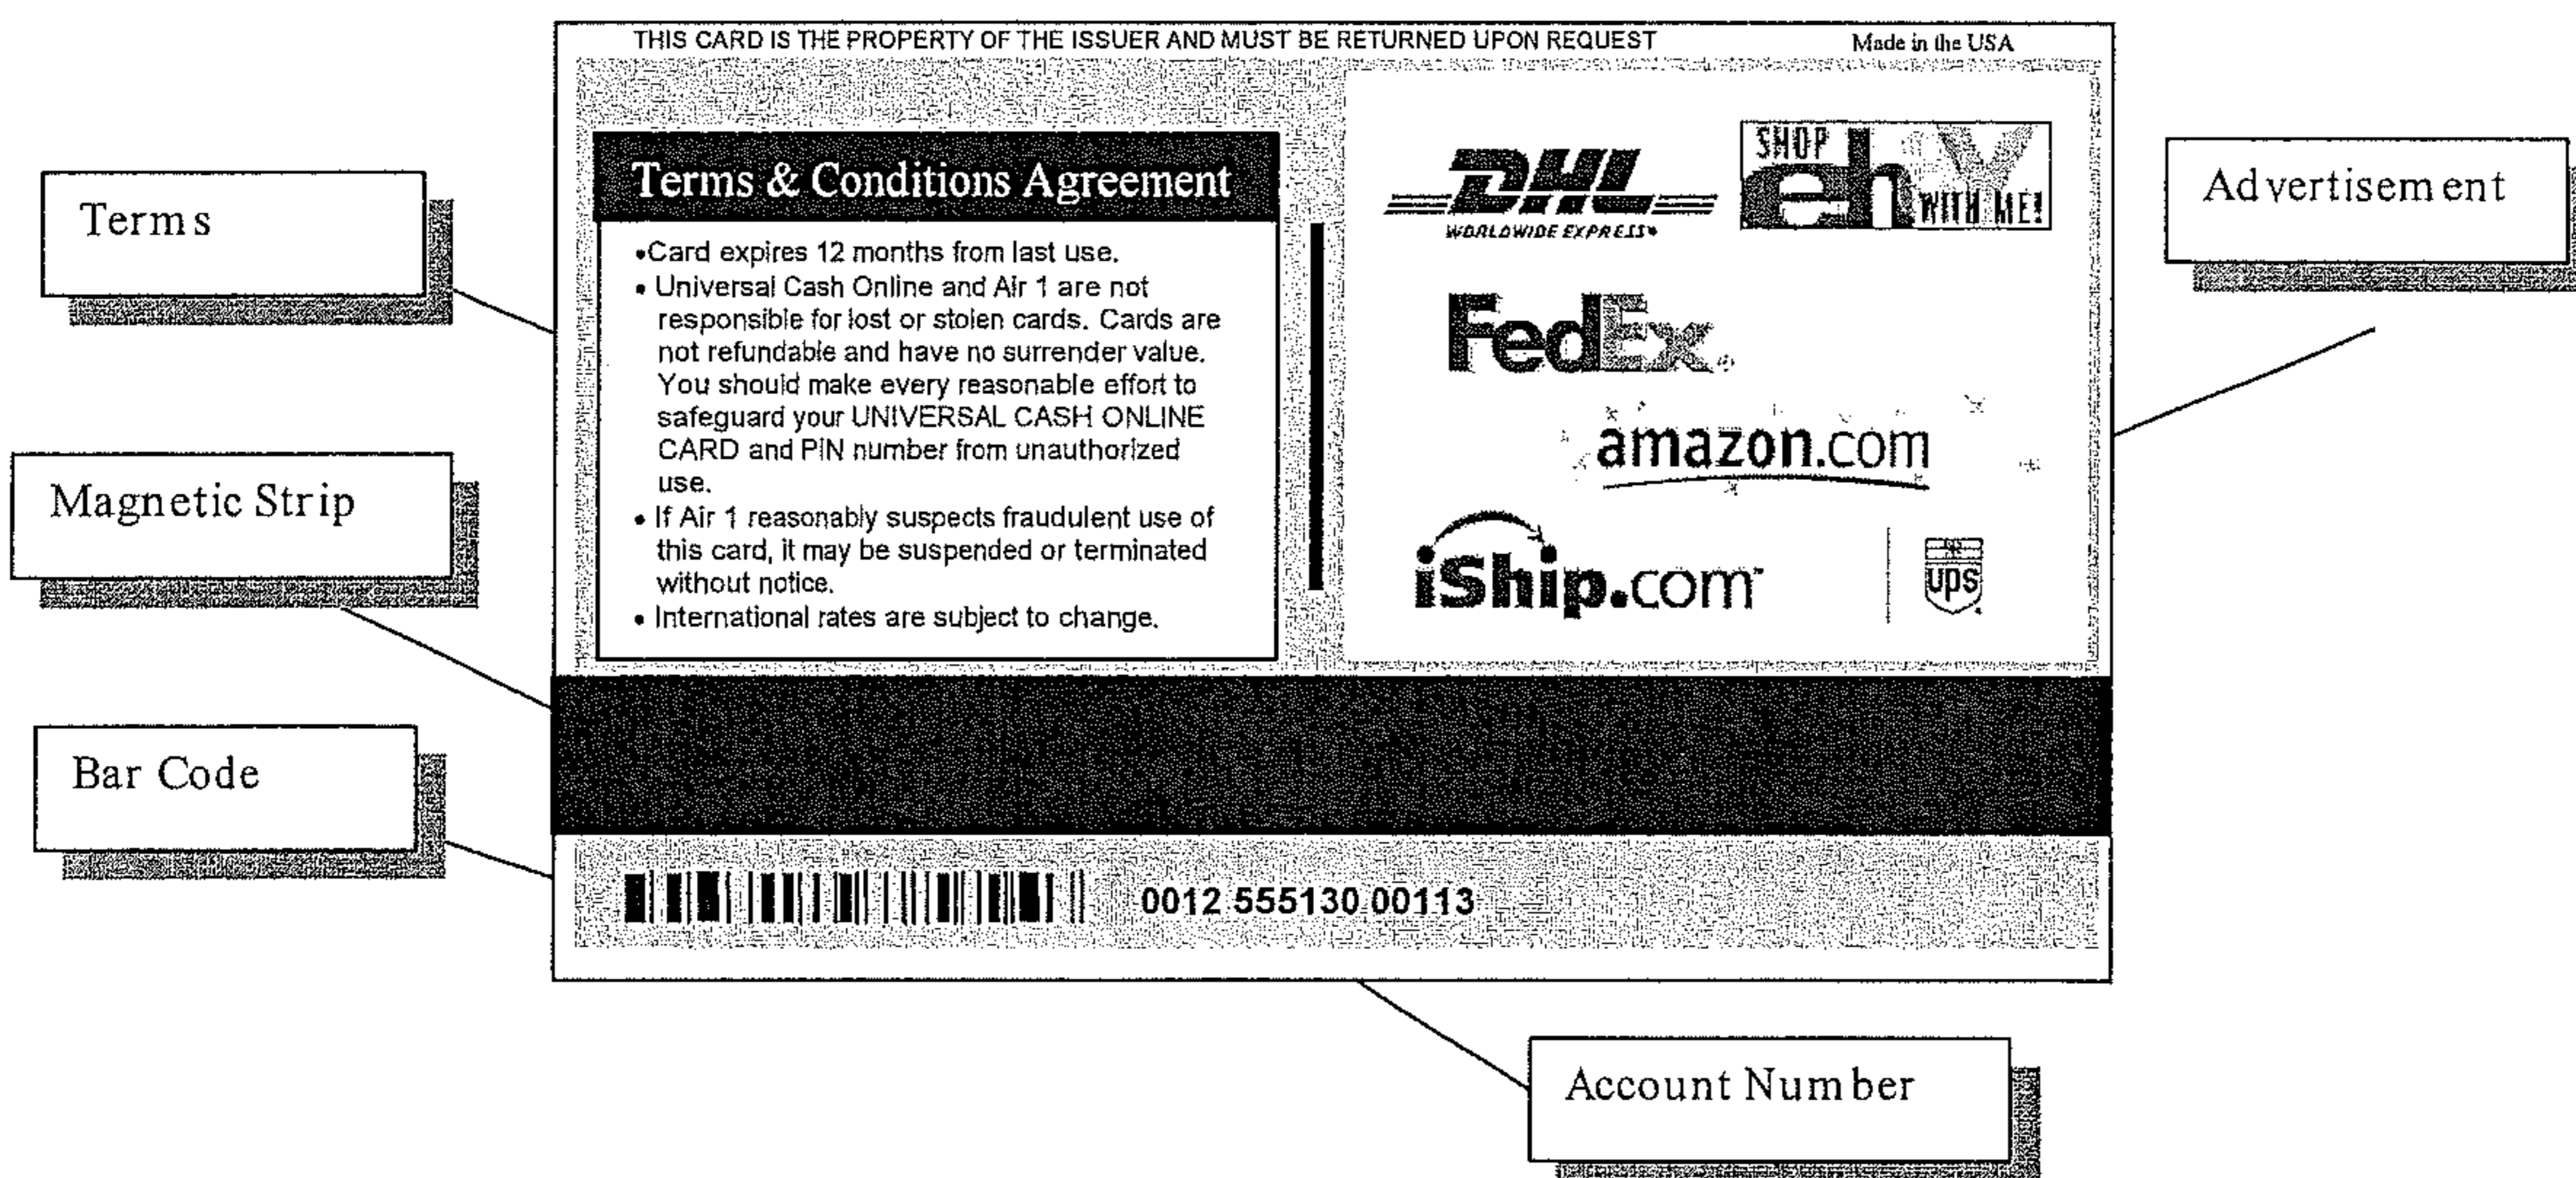 THIS CARD IS THE PROPERTY OF THE ISSUER AND MUST BE RETURNED UPON REQUEST
Made in the USA
Terms
Magnetic Strip
Bar Code
Terms & Conditions Agreement
•Card expires 12 months from last use.
• Universal Cash Online and Air 1 are not
responsible for lost or stolen cards. Cards are
not refundable and have no surrender value.
You should make every reasonable effort to
safeguard your UNIVERSAL CASH ONLINE
CARD and PIN number from unauthorized
use.
• If Air 1 reasonably suspects fraudulent use of
this card, it may be suspended or terminated
without notice.
• International rates are subject to change.
DHL
WORLDWIDE EXPRESS®
SHOP
ebY
WITH ME!
FedEx®
amazon.com
iShip.com™
ups
Advertisement
0012 555130 00113
Account Number